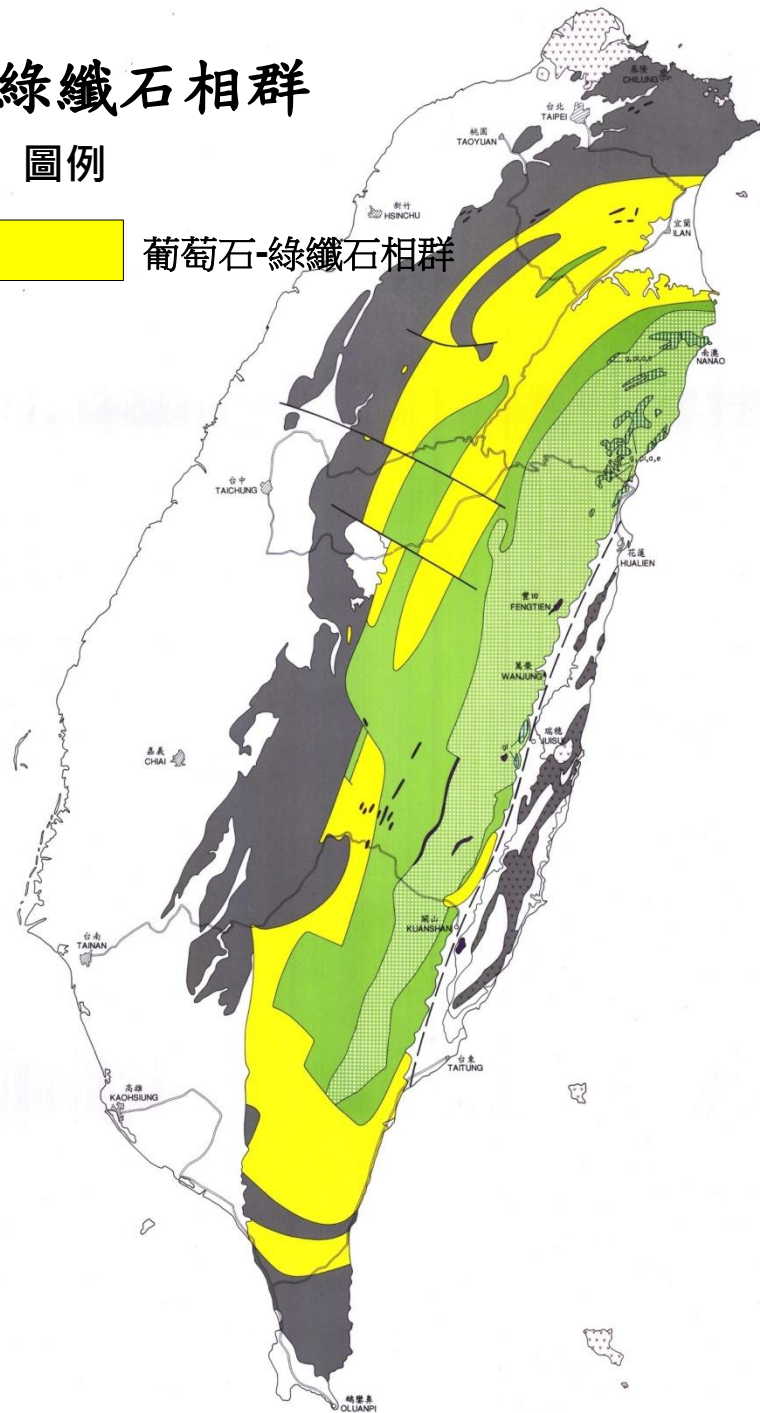 綠纖石相群
圖例
葡萄石-綠纖石相群
基隆
CHILUNG
台北
TAIPEI
桃園
TAOYUAN
新竹
HSINCHU
宜蘭
ILAN
南澳
NANAO
台中
TAICHUNG
花蓮
HUALIEN
豐田
FENGTIEN
萬榮
WANJUNG
瑞穗
JUISUI
嘉義
CHIAI
關山
KUANSHAN
台南
TAINAN
台東
TAITUNG
高雄
KAOHSIUNG
鵝鑾鼻
OLUANPI